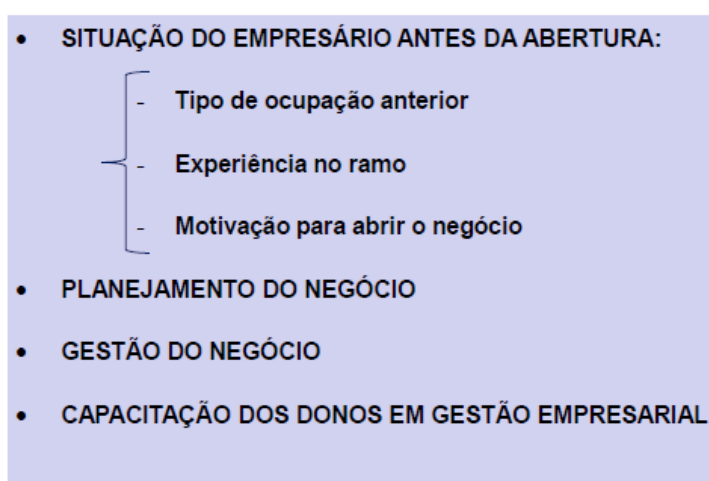 • SITUAÇÃO DO EMPRESÁRIO ANTES DA ABERTURA:
- Tipo de ocupação anterior
- Experiência no ramo
- Motivação para abrir o negócio
• PLANEJAMENTO DO NEGÓCIO
• GESTÃO DO NEGÓCIO
• CAPACITAÇÃO DOS DONOS EM GESTÃO EMPRESARIAL